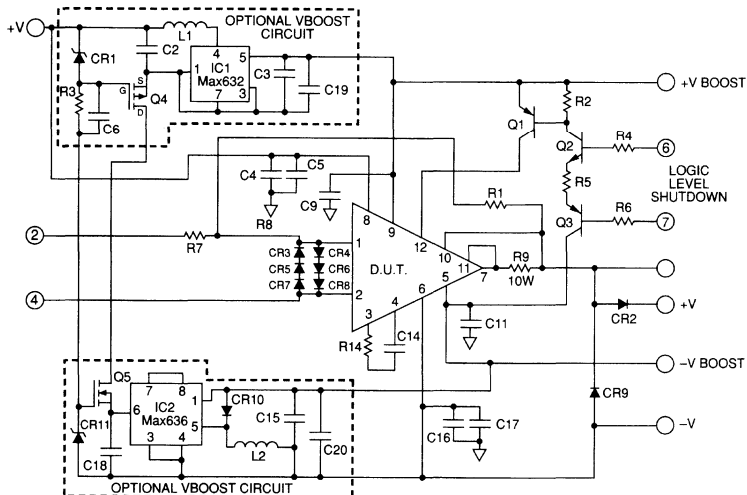 OPTIONAL VBOOST
CIRCUIT
+V
L1
C2
CR1
4
IC1
Max632
5
1
7
3
C3
C19
S
G
D
Q4
R3
C6
+V BOOST
R2
Q1
Q2
R4
6
LOGIC
LEVEL
SHUTDOWN
R5
Q3
R6
7
C4
C5
R8
C9
R1
8
9
12
10
11
7
2
R7
CR3
CR4
CR5
CR6
CR7
CR8
1
D.U.T.
R9
10W
2
5
6
4
3
4
R14
C14
C11
CR2
+V
-V BOOST
Q5
7
8
IC2
Max636
1
5
6
3
4
CR10
C15
L2
C20
CR11
C18
C16
C17
CR9
-V
OPTIONAL VBOOST CIRCUIT